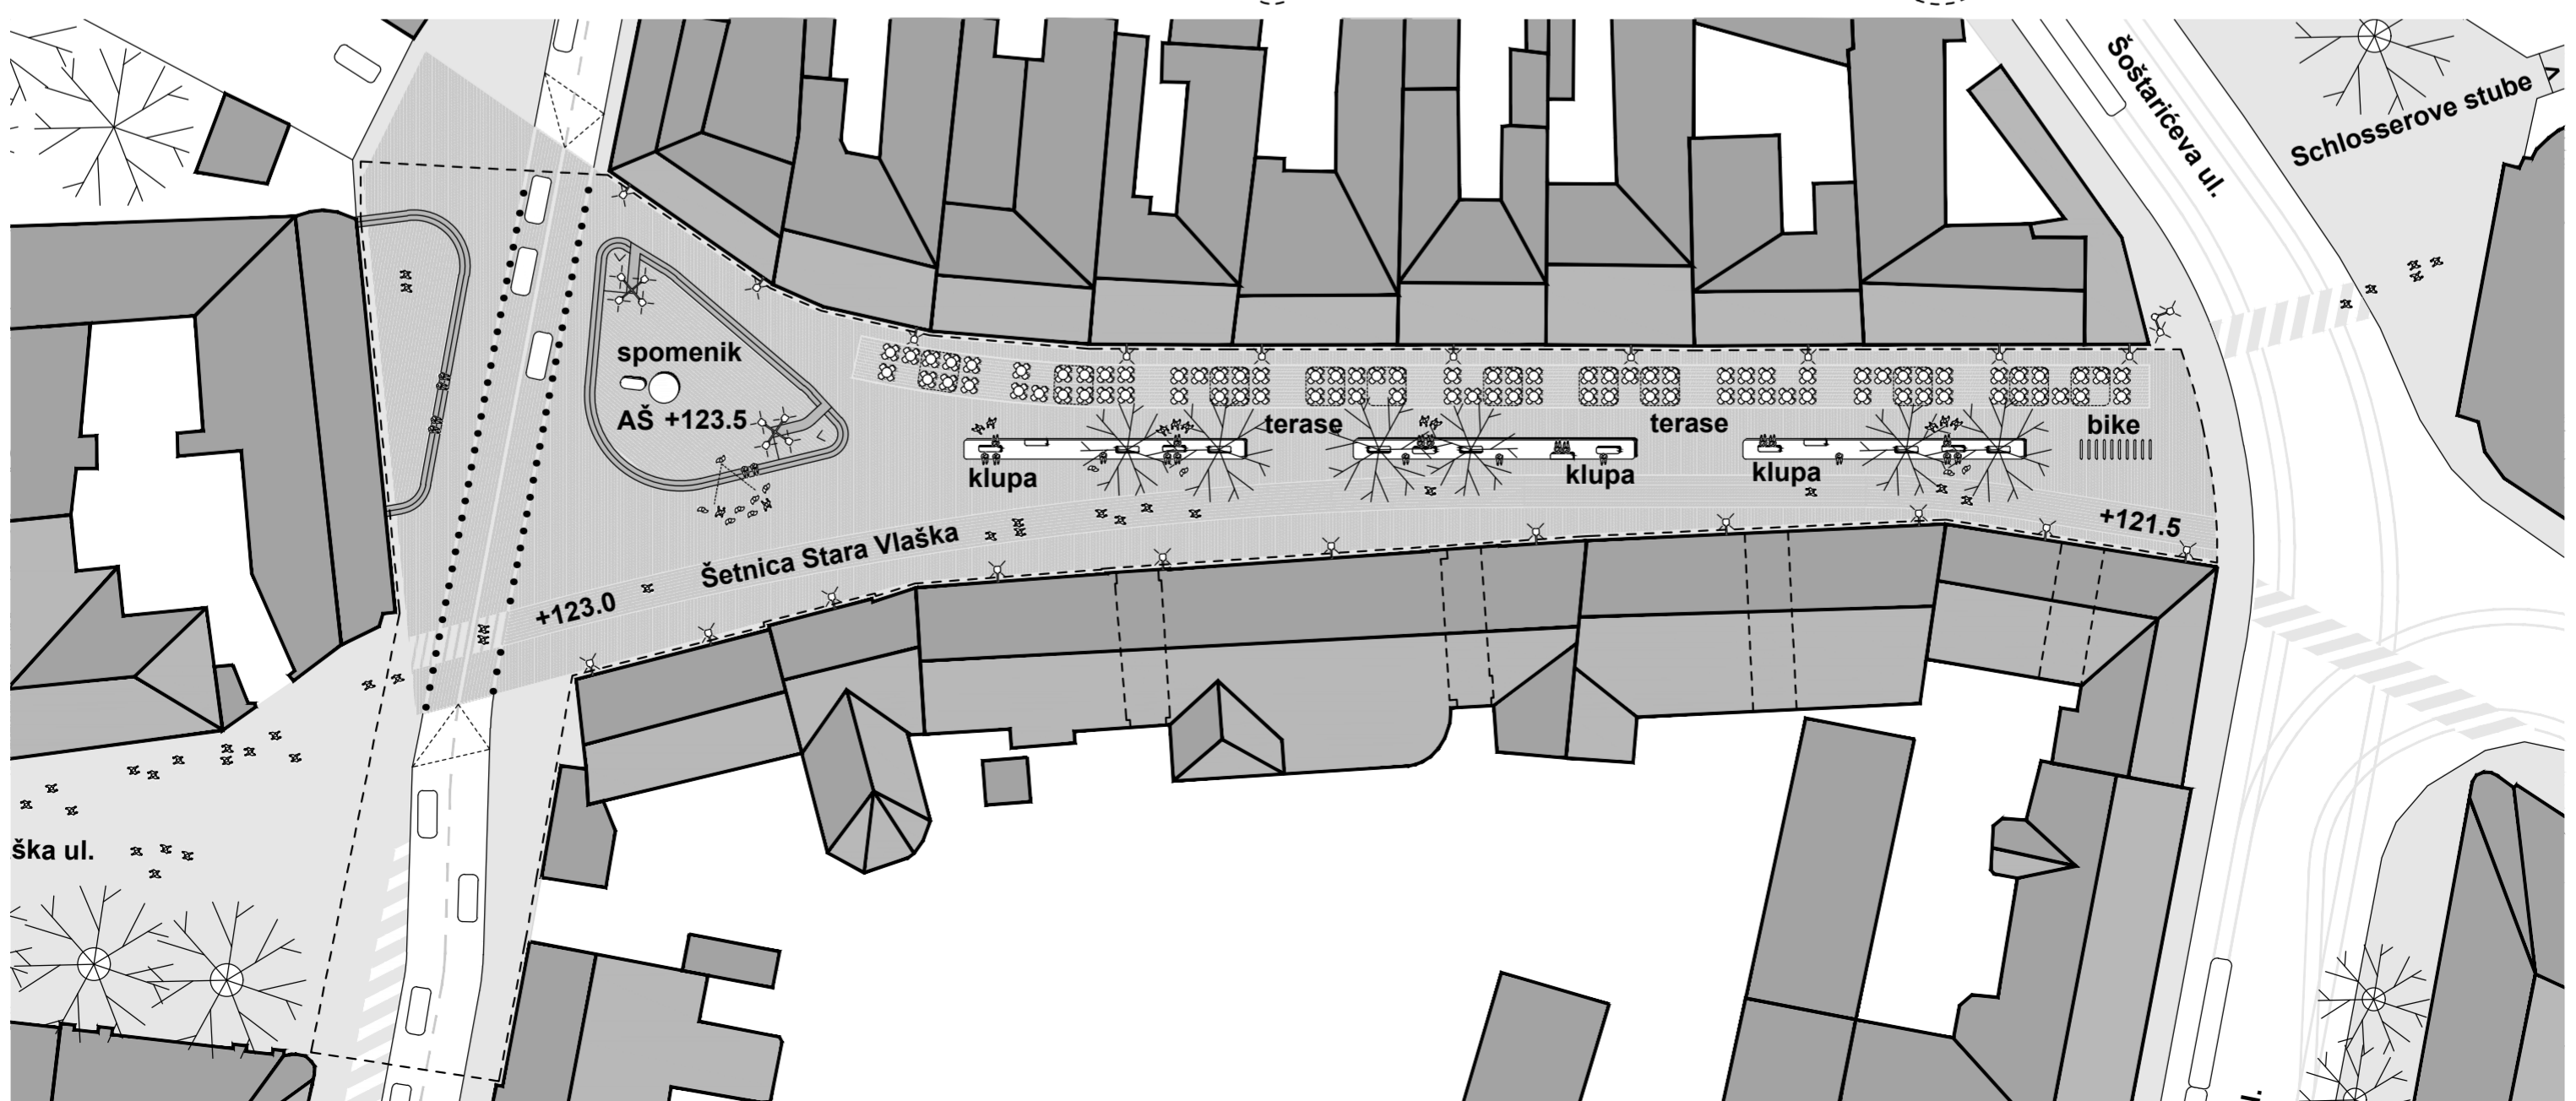 Šoštarićeva ul.
Schlosserove stube
spomenik
AŠ +123.5
terase
terase
bike
klupa
klupa
klupa
+121.5
Šetnica Stara Vlaška
+123.0
ška ul.